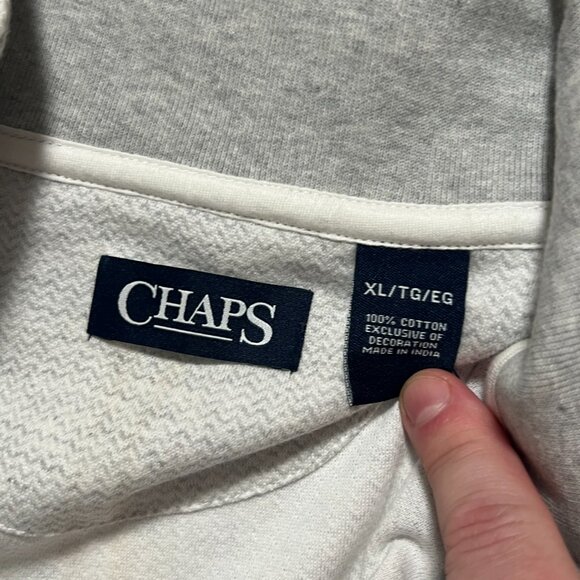 CHAPS
XL/TG/EG
100% COTTON
EXCLUSIVE OF
DECORATION
MADE IN INDIA